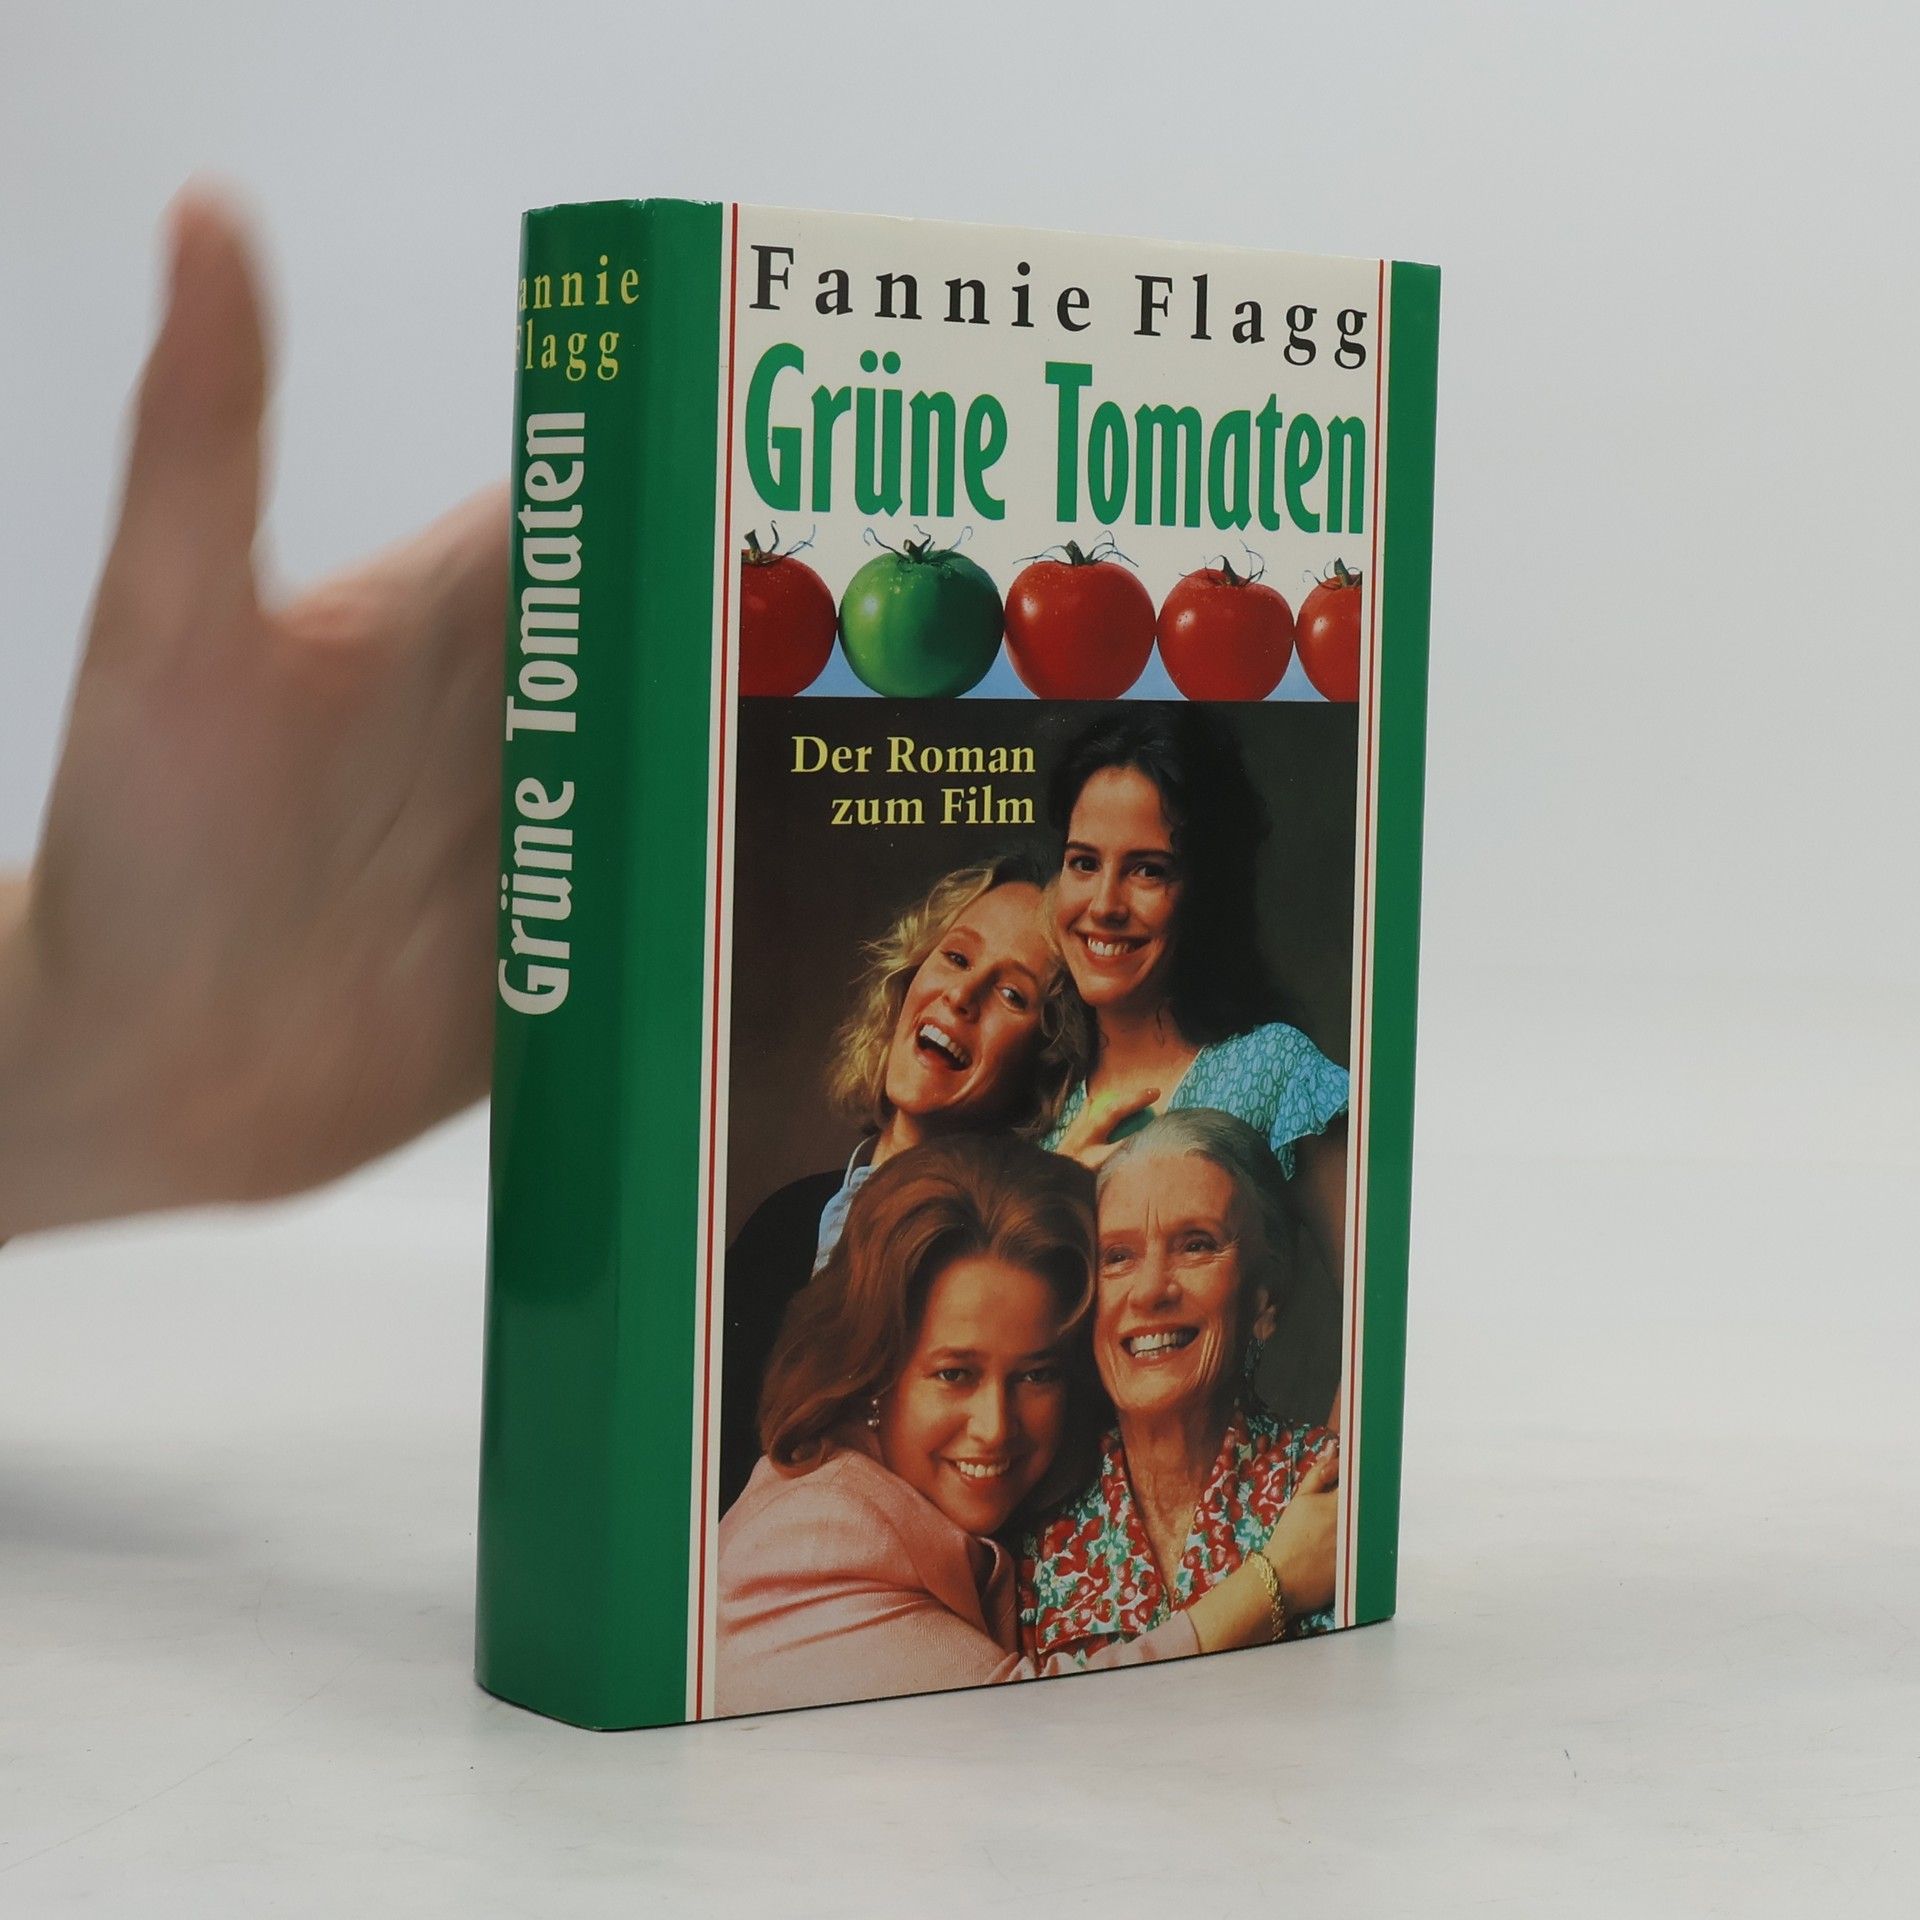 Fannie Flagg
Grüne Tomaten
Der Roman
zum Film
annie
Flagg
Grüne Tomaten